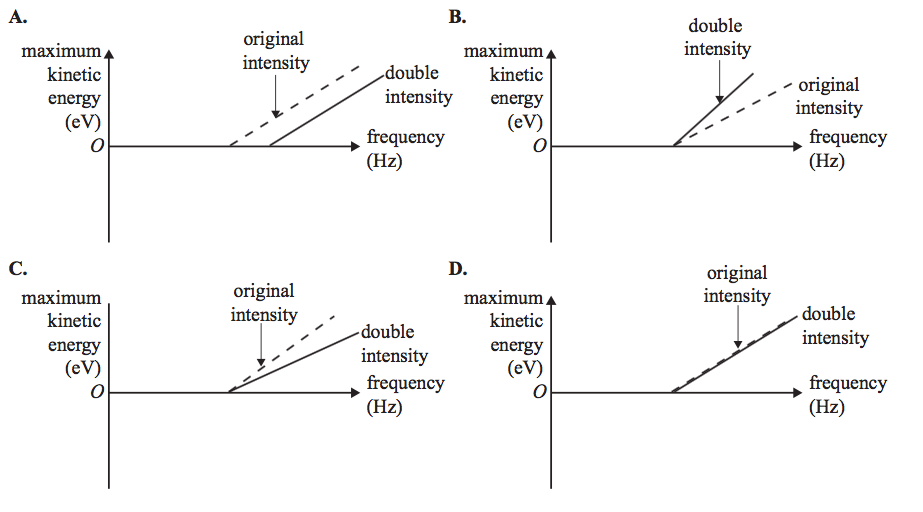 A.
original
intensity
maximum
kinetic
energy
(eV)
double
intensity
O
frequency
(Hz)
B.
double
intensity
maximum
kinetic
energy
(eV)
original
intensity
O
frequency
(Hz)
C.
original
intensity
maximum
kinetic
energy
(eV)
double
intensity
O
frequency
(Hz)
D.
original
intensity
maximum
kinetic
energy
(eV)
double
intensity
O
frequency
(Hz)